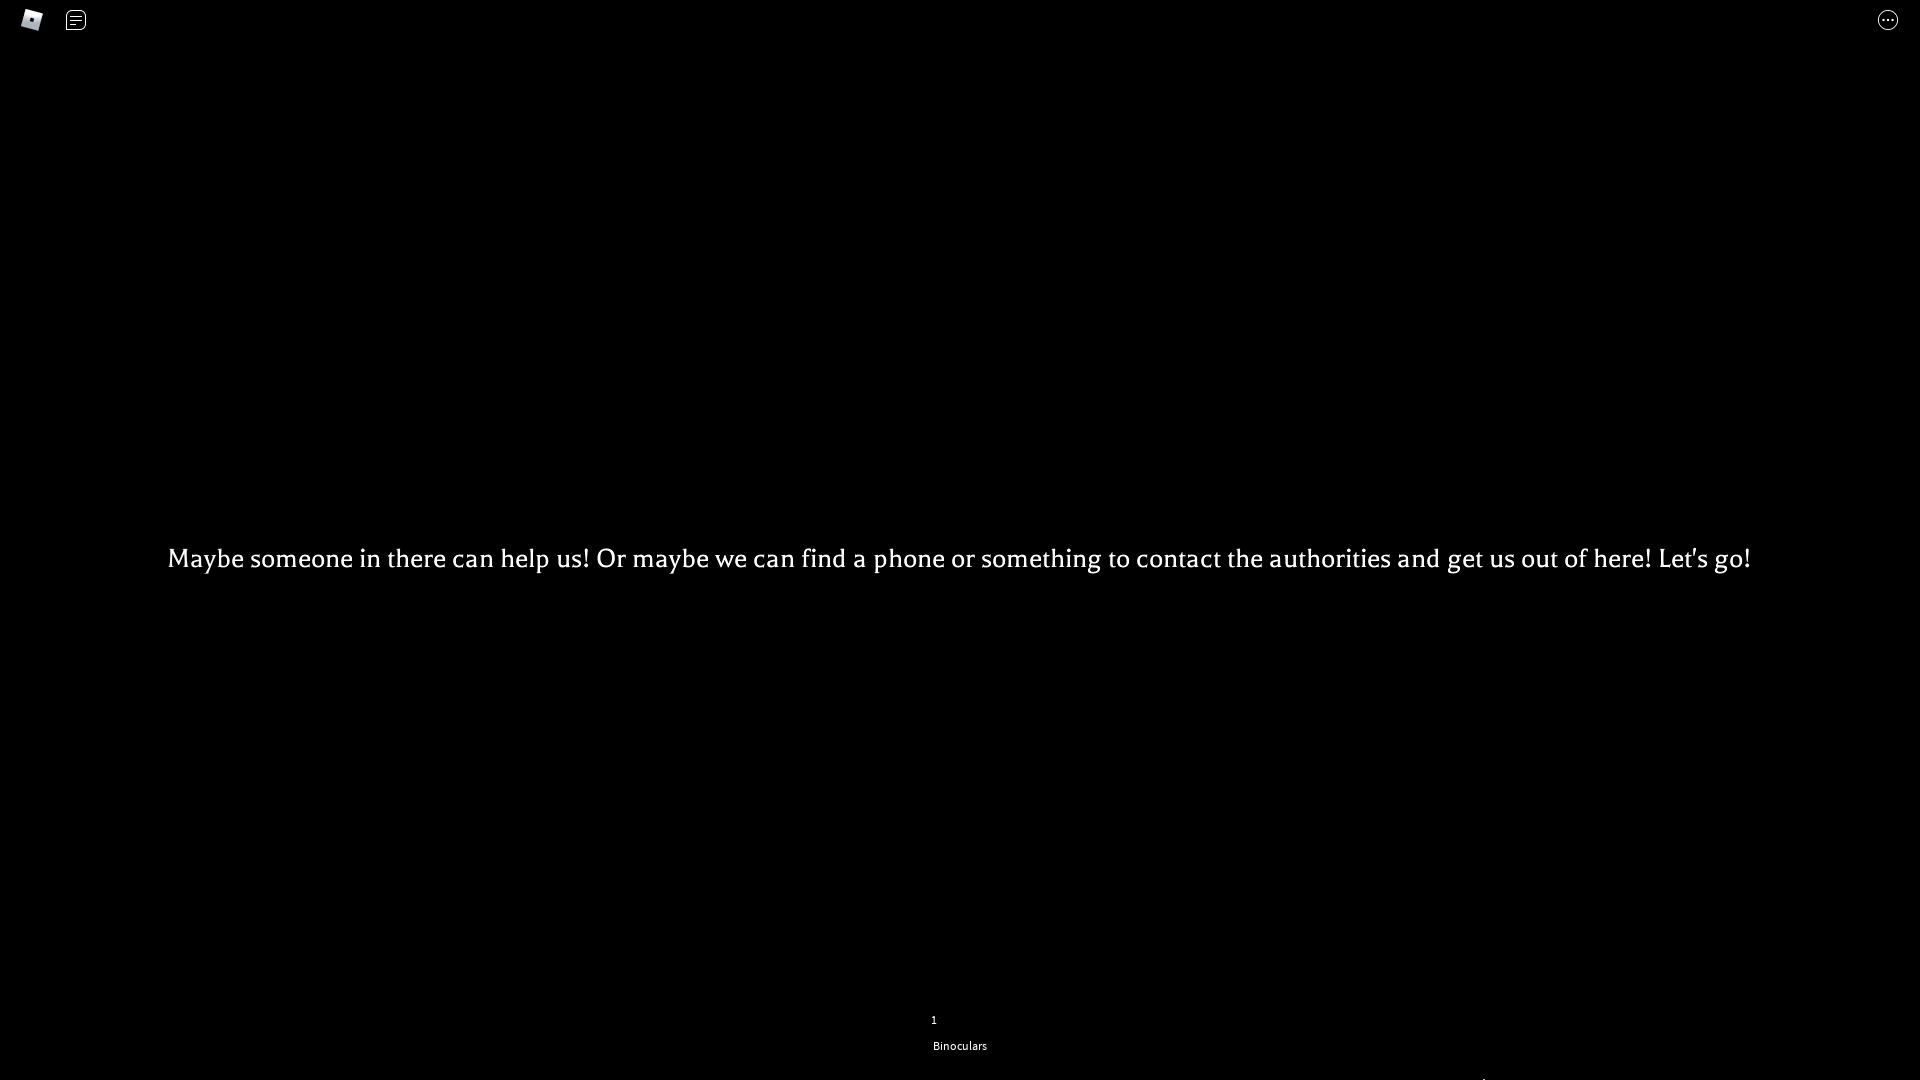 Maybe someone in there can help us! Or maybe we can find a phone or something to contact the authorities and get us out of here! Let's go!
1
Binoculars